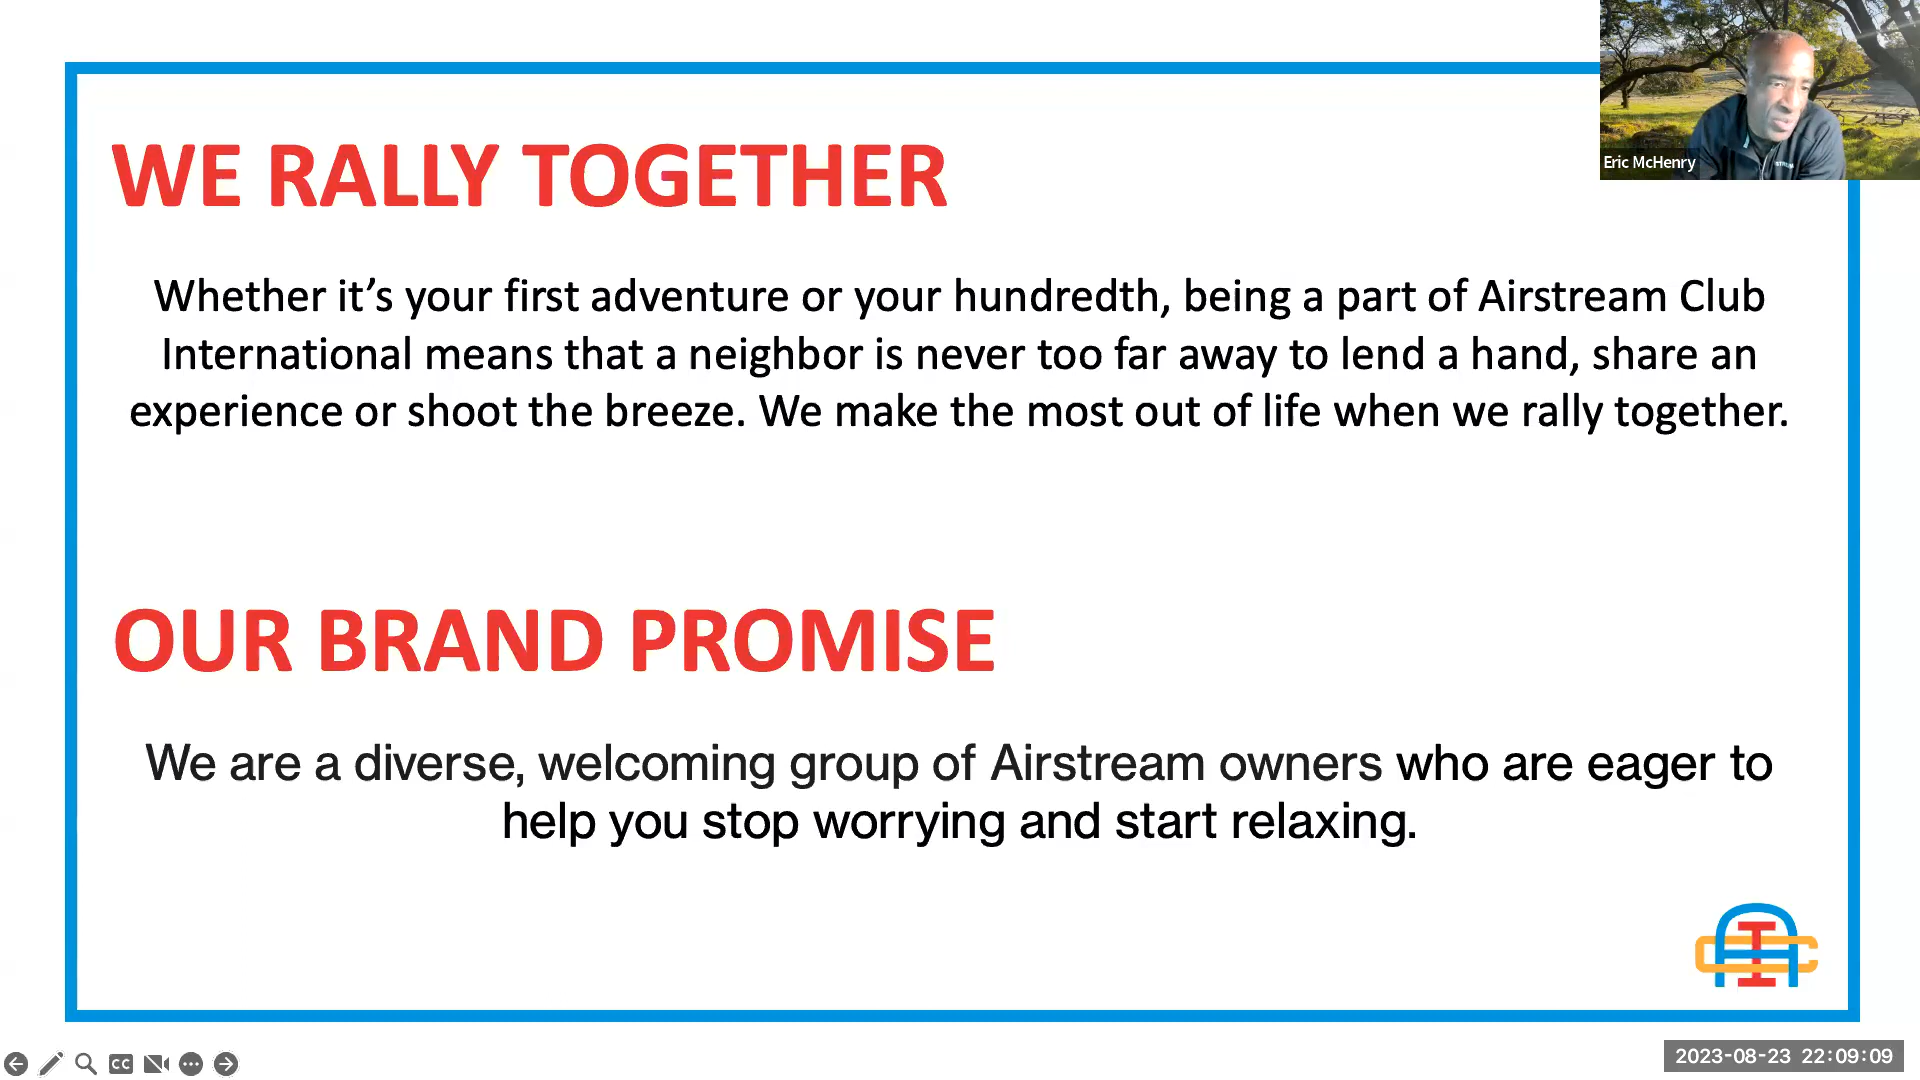 WE RALLY TOGETHER
Eric McHenry
Whether it’s your first adventure or your hundredth, being a part of Airstream Club
International means that a neighbor is never too far away to lend a hand, share an
experience or shoot the breeze. We make the most out of life when we rally together.
OUR BRAND PROMISE
We are a diverse, welcoming group of Airstream owners who are eager to
help you stop worrying and start relaxing.
AIC
CC
2023-08-23 22:09:09